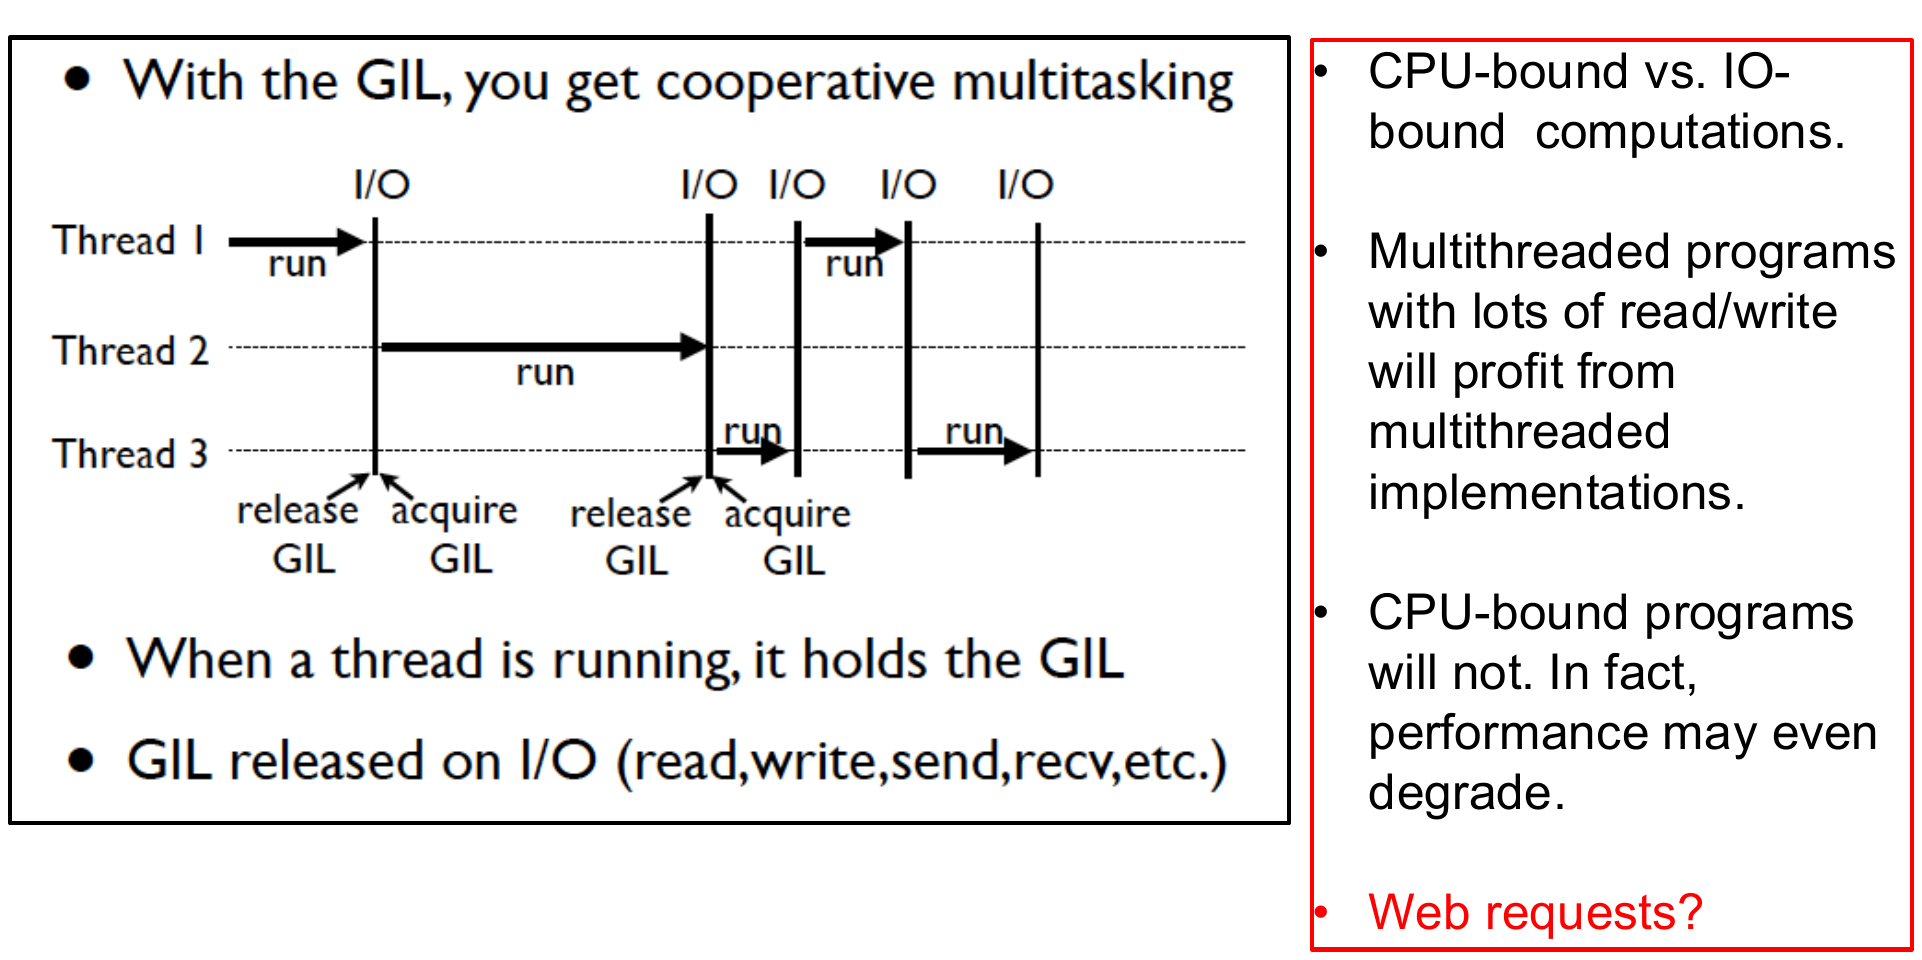 ● With the GIL, you get cooperative multitasking
I/O I/O I/O I/O I/O
Thread 1
run run
Thread 2
run
run run
Thread 3
release acquire release acquire
GIL GIL GIL GIL
● When a thread is running, it holds the GIL
● GIL released on I/O (read,write,send,recv,etc.)
• CPU-bound vs. IO-
bound computations.
• Multithreaded programs
with lots of read/write
will profit from
multithreaded
implementations.
• CPU-bound programs
will not. In fact,
performance may even
degrade.
• Web requests?